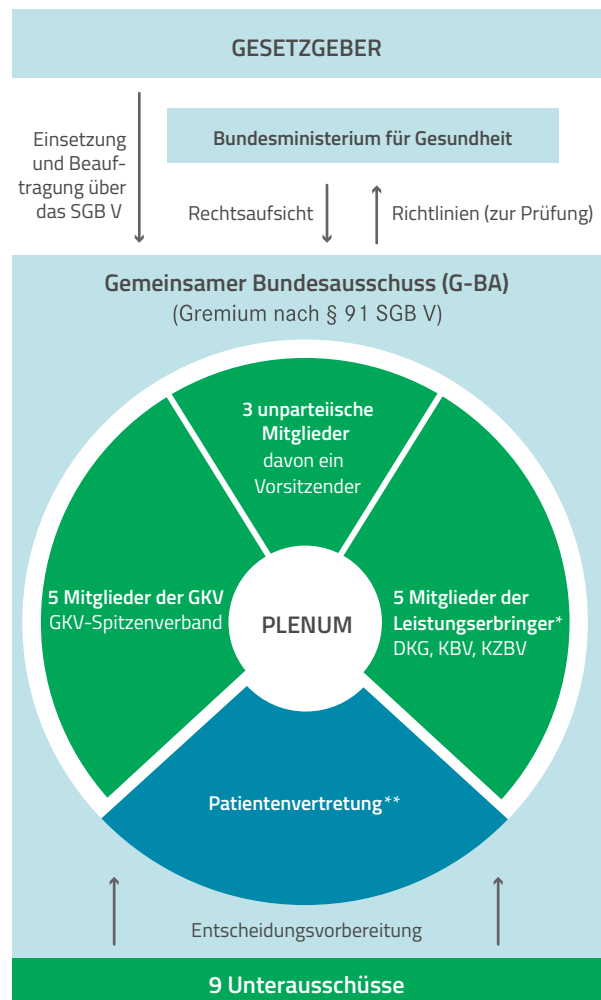 GESETZGEBER
Einsetzung
und Beauf-
tragung über
das SGB V
Bundesministerium für Gesundheit
Rechtsaufsicht
Richtlinien (zur Prüfung)
Gemeinsamer Bundesausschuss (G-BA)
(Gremium nach § 91 SGB V)
3 unparteiische
Mitglieder
davon ein
Vorsitzender
5 Mitglieder der GKV
GKV-Spitzenverband
PLENUM
5 Mitglieder der
Leistungserbringer*
DKG, KBV, KZBV
Patientenvertretung**
Entscheidungsvorbereitung
9 Unterausschüsse